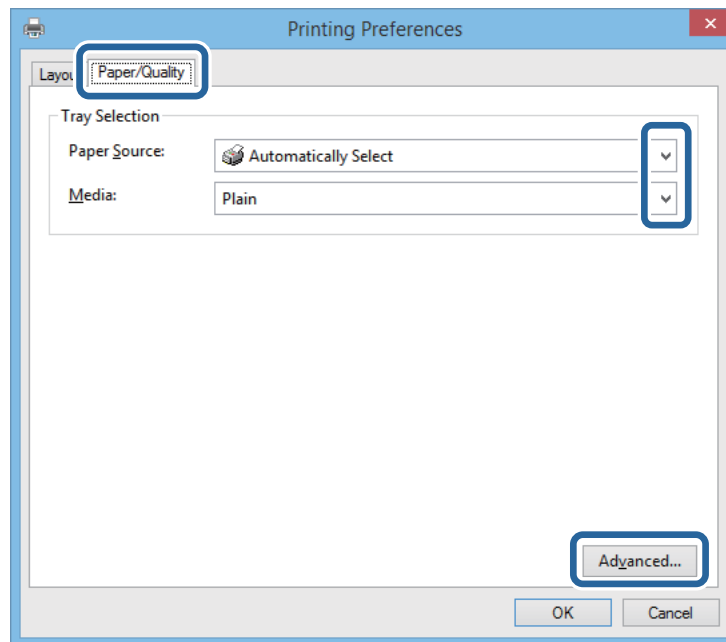 Printing Preferences
Layou Paper/Quality
Tray Selection
Paper Source: Automatically Select
Media: Plain
Advanced...
OK Cancel